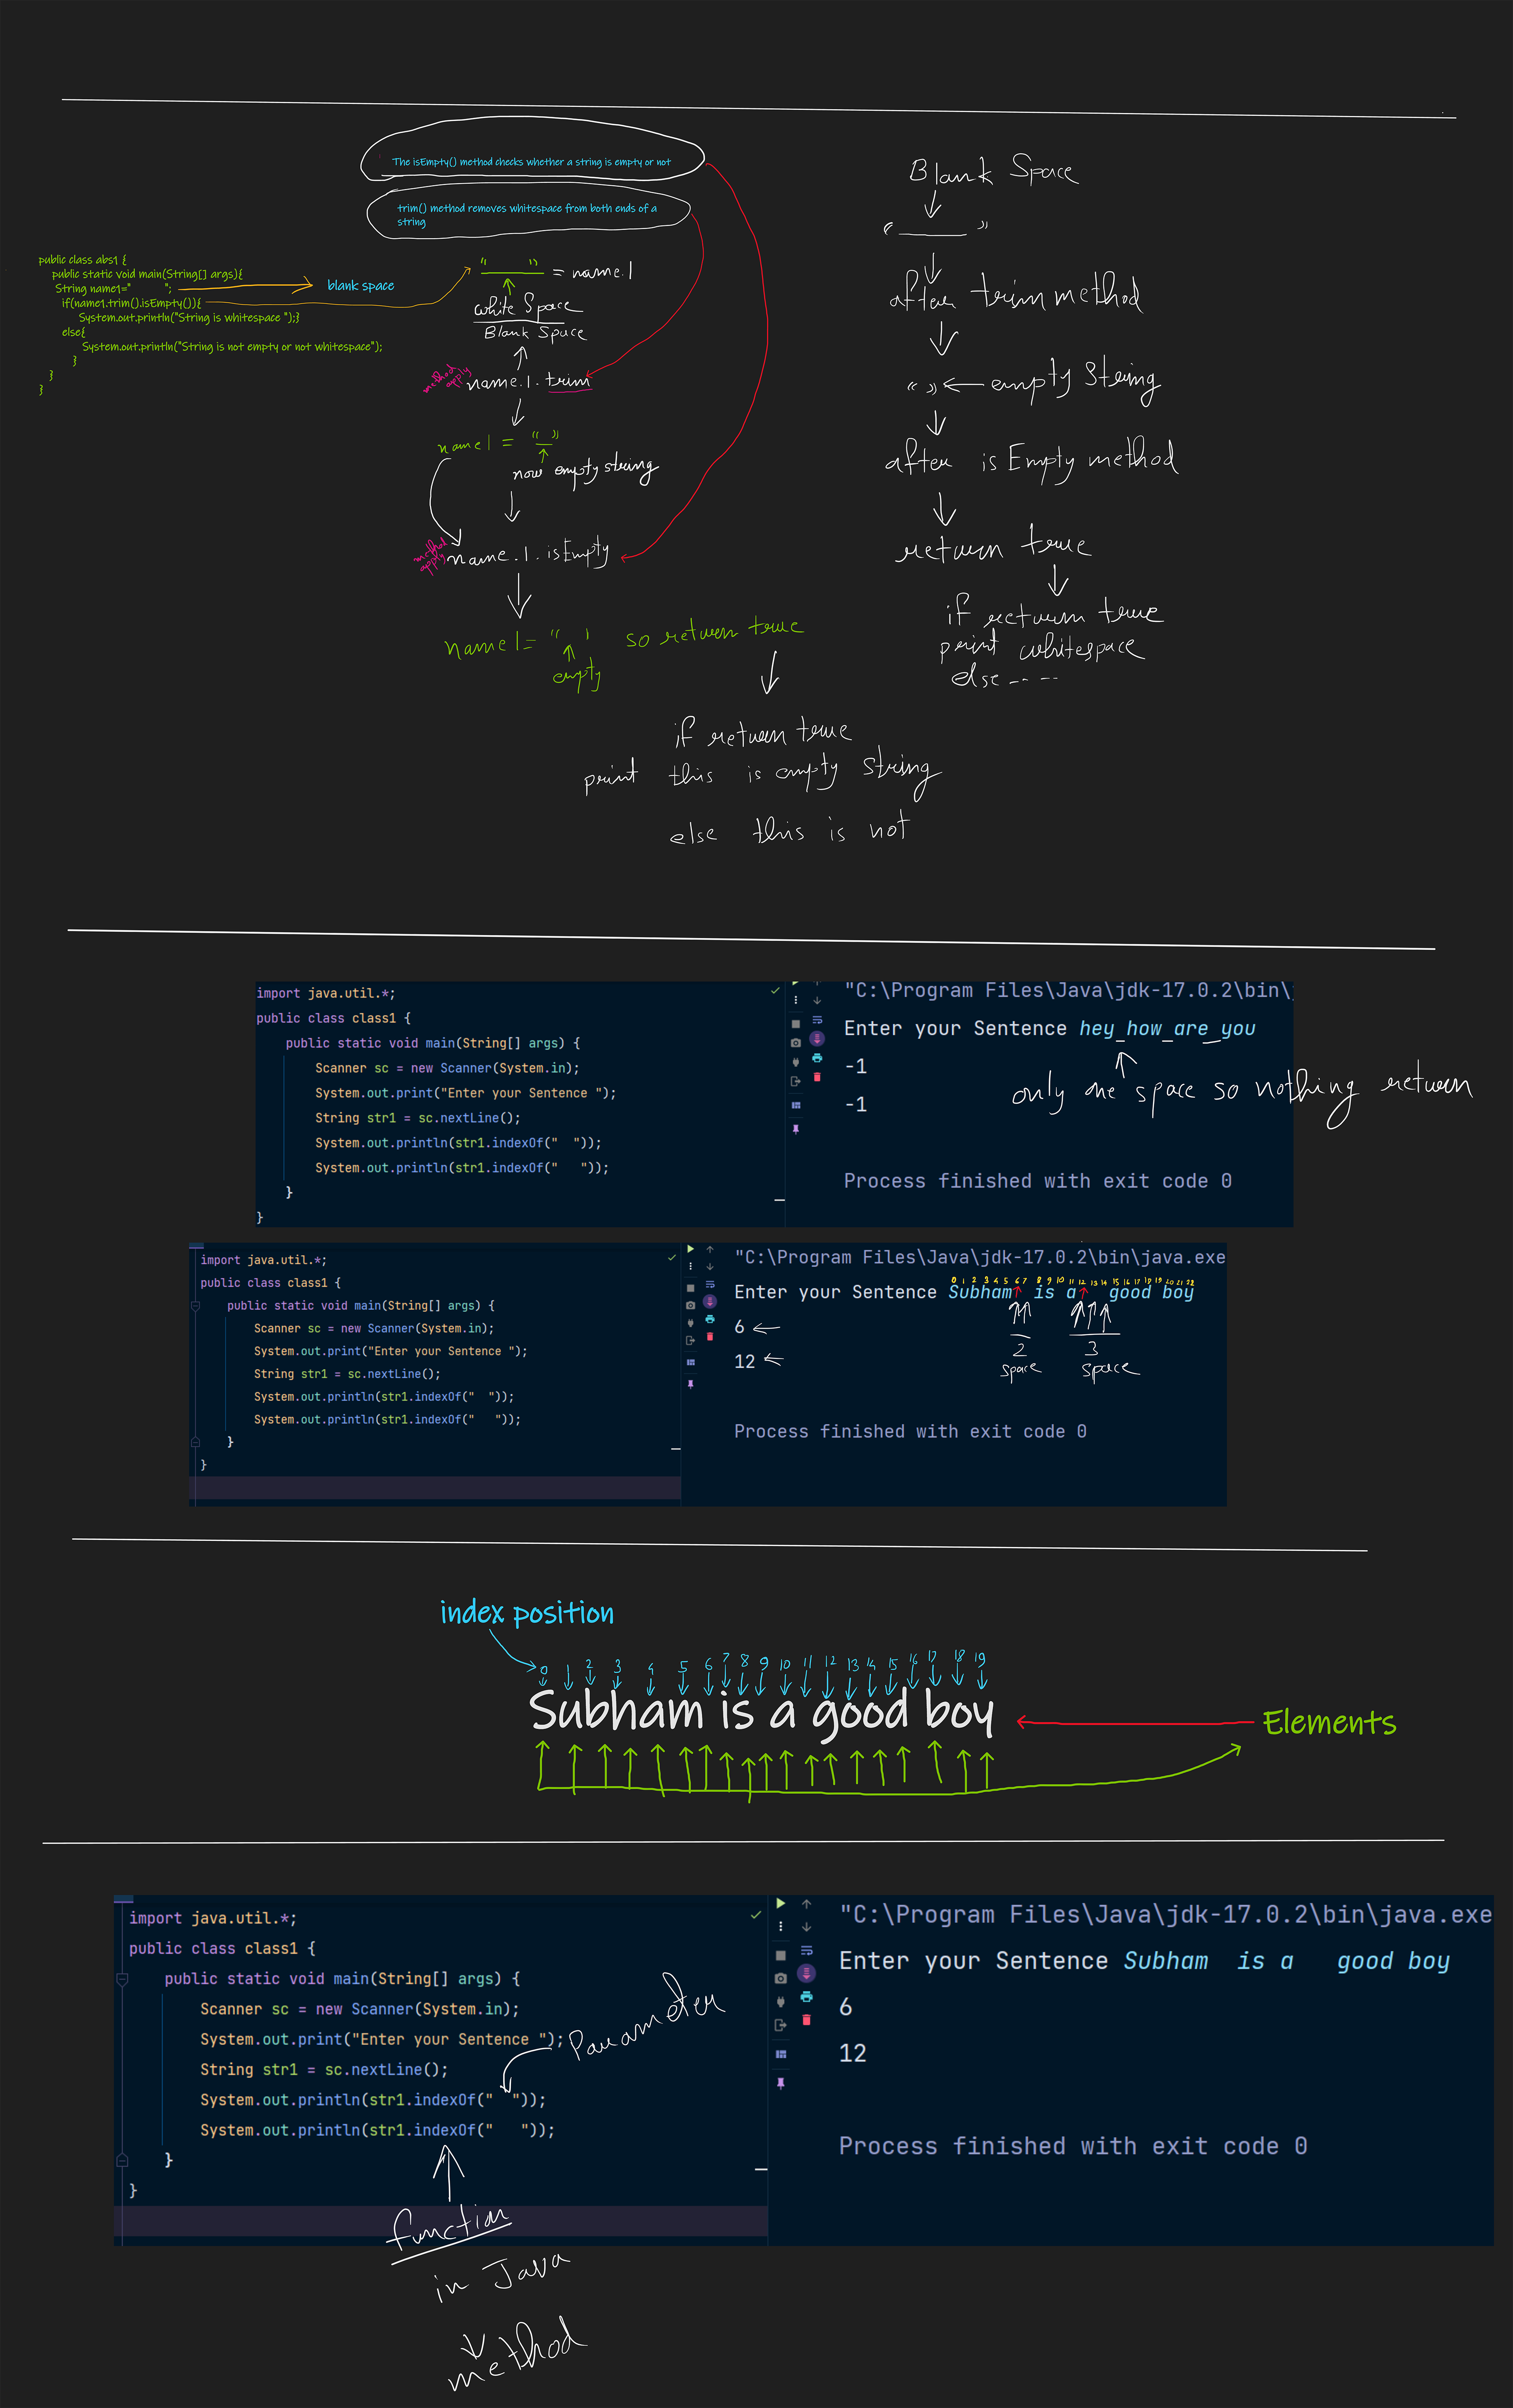 The isEmpty() method checks whether a string is empty or not
trim() method removes whitespace from both ends of a
string
public class abs1 {
public static void main(String[] args){
String name1="          ";
if(name1.trim().isEmpty()){
System.out.println("String is whitespace ");}
else{
System.out.println("String is not empty or not whitespace");
}
}
}
blank space
"      " = name.1
white Space
Blank Space
method apply
name.1.trim
name1 = " "
now empty string
method apply
name.1.isEmpty
name1= "  '  so return true
empty
if return true
print this is empty string
else this is not
Blank Space
"      "
after trim method
" " empty String
after isEmpty method
return true
if return true
print whitespace
else -- --
import java.util.*;
public class class1 {
public static void main(String[] args) {
Scanner sc = new Scanner(System.in);
System.out.print("Enter your Sentence ");
String str1 = sc.nextLine();
System.out.println(str1.indexOf("  "));
System.out.println(str1.indexOf("   "));
}
}
"C:\Program Files\Java\jdk-17.0.2\bin\j
Enter your Sentence hey how are you
-1
-1
only one space so nothing return
Process finished with exit code 0
import java.util.*;
public class class1 {
public static void main(String[] args) {
Scanner sc = new Scanner(System.in);
System.out.print("Enter your Sentence ");
String str1 = sc.nextLine();
System.out.println(str1.indexOf("  "));
System.out.println(str1.indexOf("   "));
}
}
"C:\Program Files\Java\jdk-17.0.2\bin\java.exe
0 1 2 3 4 5 6 7 8 9 10 11 12 13 14 15 16 17 18 19 20 21 22
Enter your Sentence Subham  is a   good boy
6
12
2 space
3 space
Process finished with exit code 0
index position
0 1 2 3 4 5 6 7 8 9 10 11 12 13 14 15 16 17 18 19
Subham is a good boy
Elements
import java.util.*;
public class class1 {
public static void main(String[] args) {
Scanner sc = new Scanner(System.in);
System.out.print("Enter your Sentence ");
String str1 = sc.nextLine();
System.out.println(str1.indexOf("  "));
System.out.println(str1.indexOf("   "));
}
}
Parameter
function
in Java
method
"C:\Program Files\Java\jdk-17.0.2\bin\java.exe
Enter your Sentence Subham  is a   good boy
6
12
Process finished with exit code 0